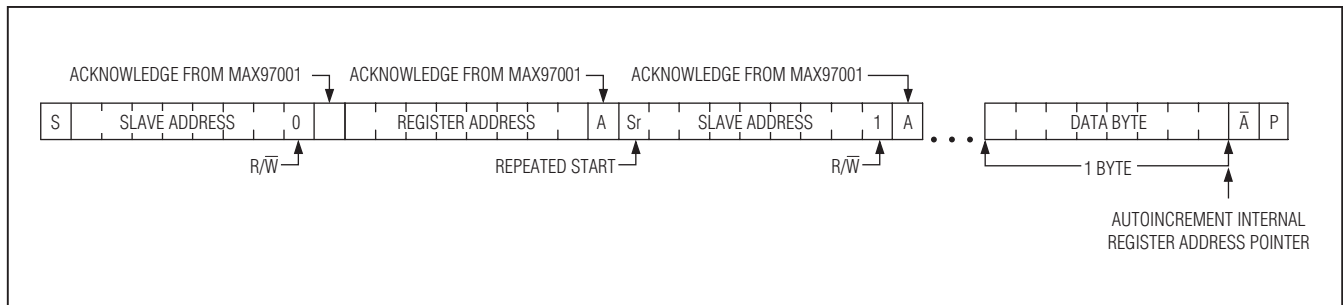 ACKNOWLEDGE FROM MAX97001 ACKNOWLEDGE FROM MAX97001 ACKNOWLEDGE FROM MAX97001
S SLAVE ADDRESS 0 REGISTER ADDRESS A Sr SLAVE ADDRESS 1 A DATA BYTE A̅ P
R/W̅ REPEATED START R/W̅ 1 BYTE
AUTOINCREMENT INTERNAL
REGISTER ADDRESS POINTER